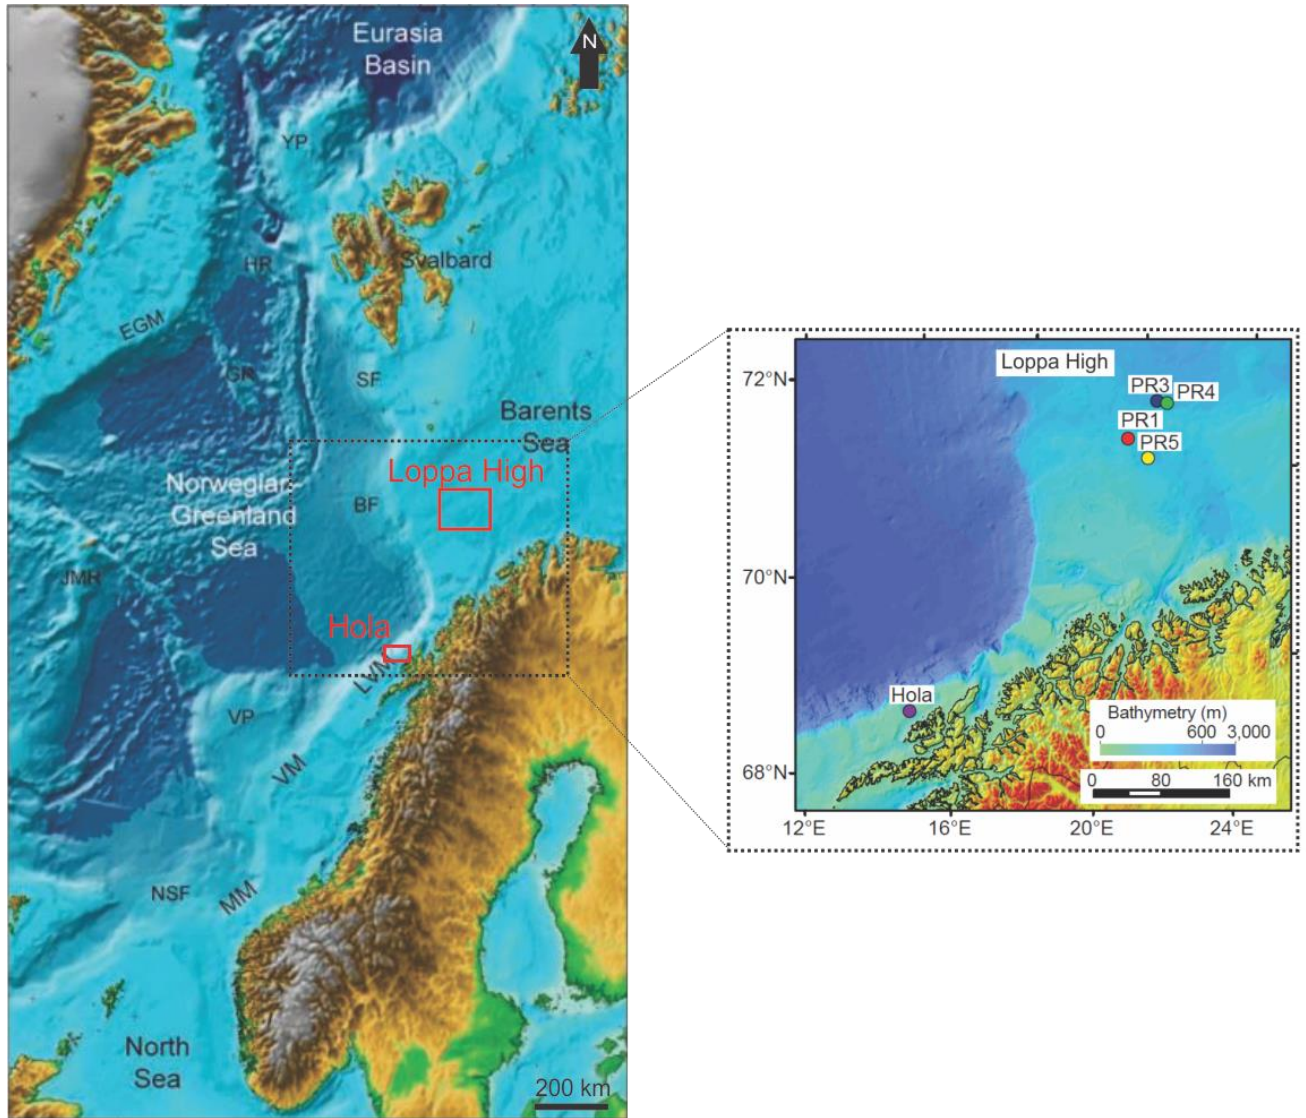 Eurasia
Basin
N
YP
Svalbard
HR
EGM
GR
SF
Barents
Sea
Loppa High
Norwegian-
Greenland
Sea
BF
JMR
Hola
LVM
VP
VM
NSF
MM
North
Sea
200 km
Loppa High
72°N
PR3
PR4
PR1
PR5
70°N
Hola
Bathymetry (m)
0 600 3,000
68°N
0 80 160 km
12°E 16°E 20°E 24°E